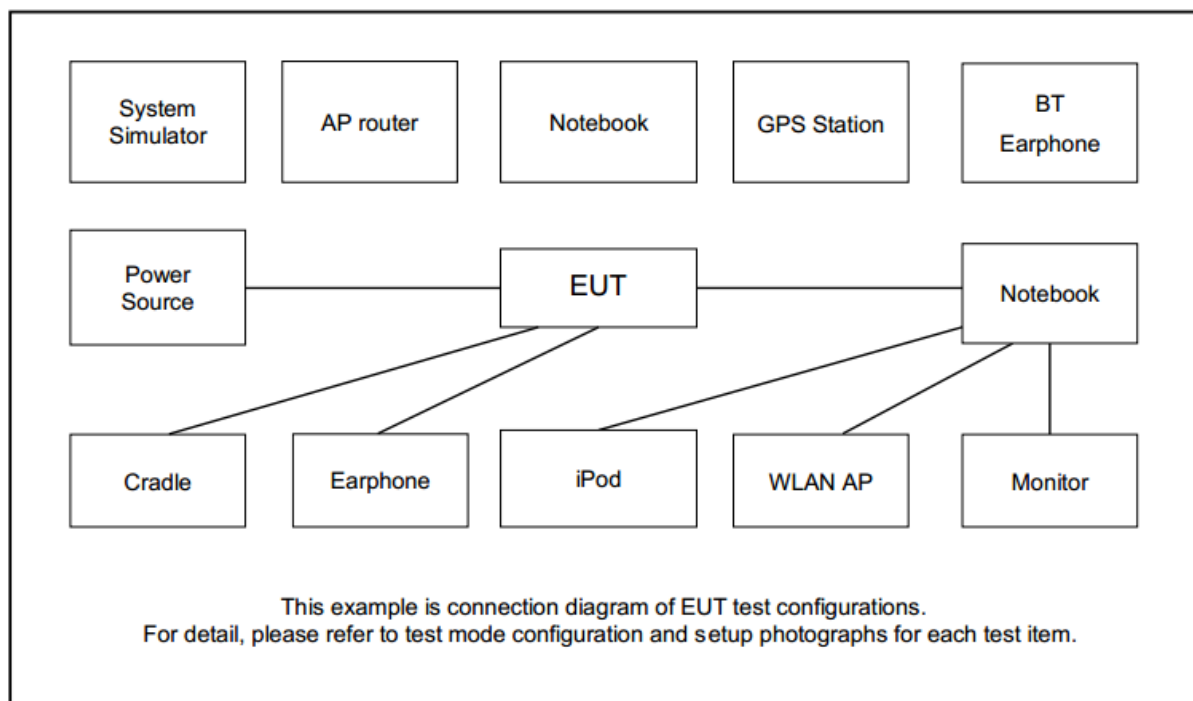 System
Simulator
AP router
Notebook
GPS Station
BT
Earphone
Power
Source
EUT
Notebook
Cradle
Earphone
iPod
WLAN AP
Monitor
This example is connection diagram of EUT test configurations.
For detail, please refer to test mode configuration and setup photographs for each test item.